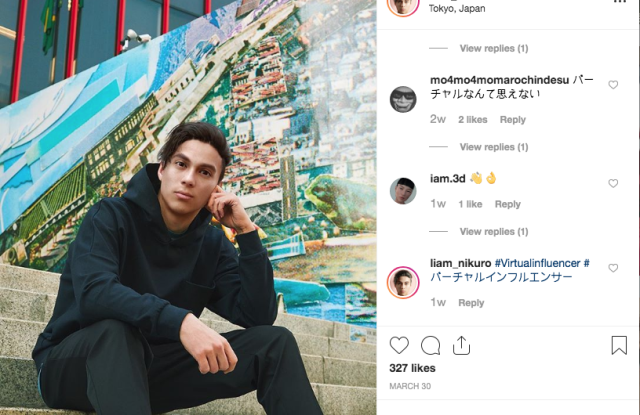 Tokyo, Japan
View replies (1)
mo4mo4momarochindesu バー
チャルなんて思えない
2w 2 likes Reply
View replies (1)
iam.3d 👋👌
1w 1 like Reply
View replies (1)
liam_nikuro #Virtualinfluencer #
バーチャルインフルエンサー
1w Reply
387 likes
MARCH 30